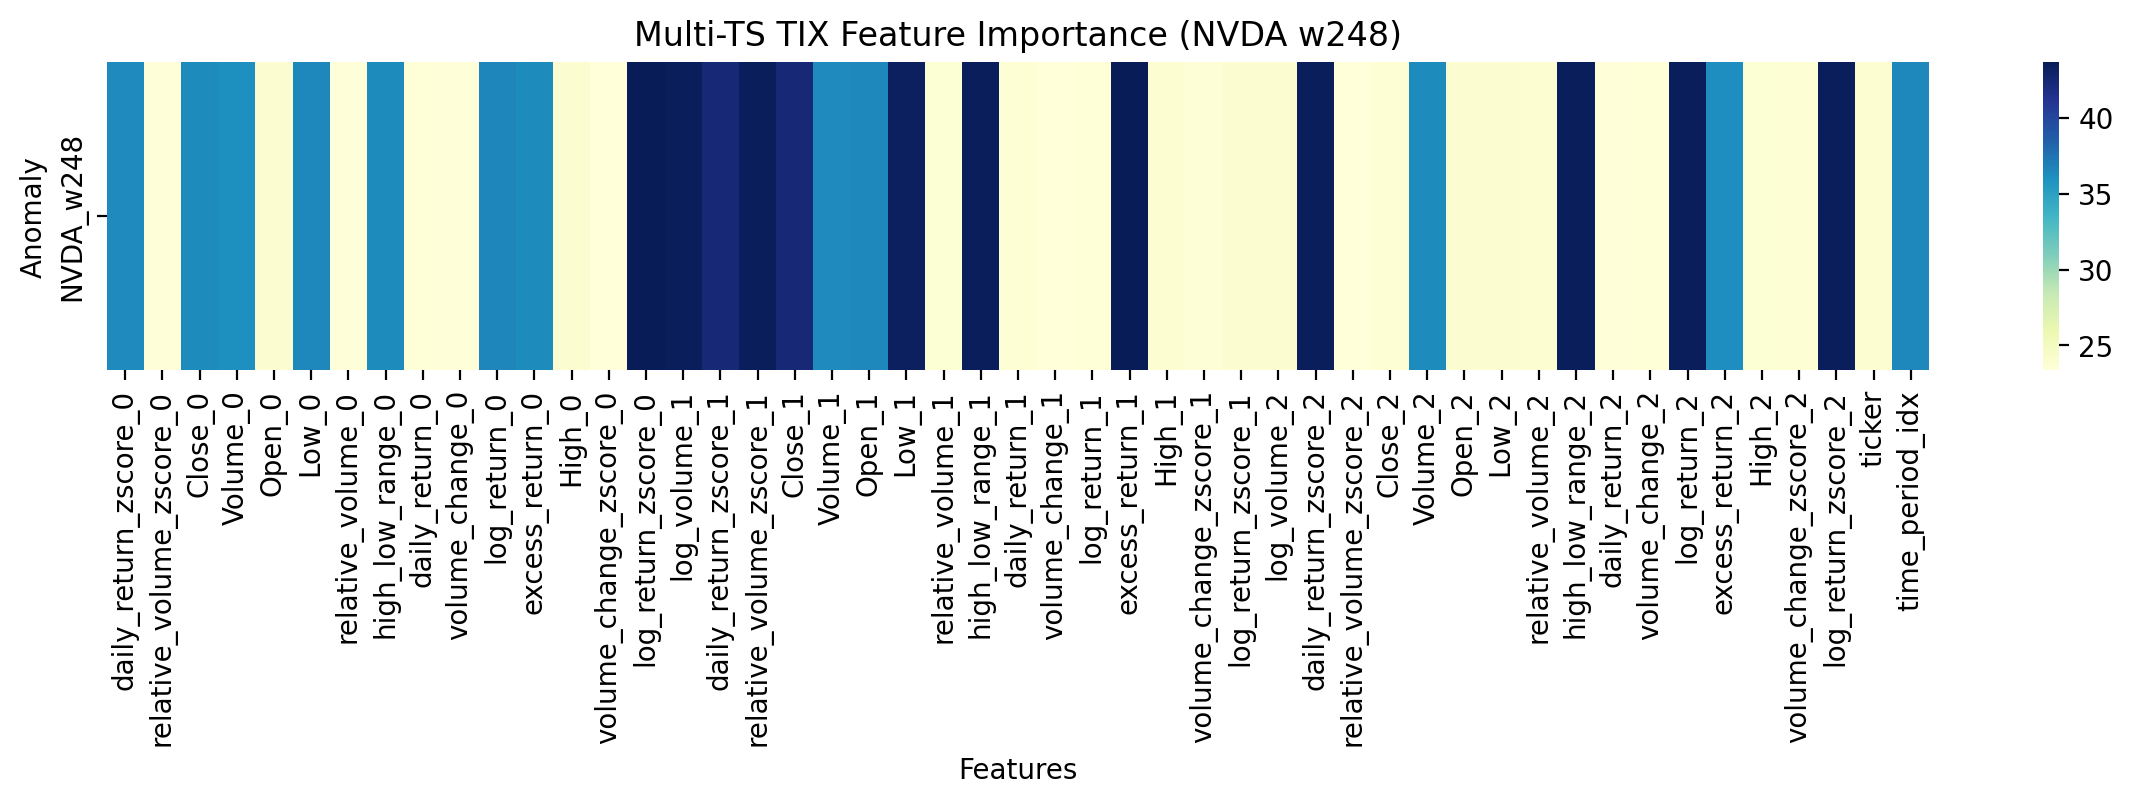 Multi-TS TIX Feature Importance (NVDA w248)
Anomaly
NVDA_w248
40
35
30
25
daily_return_zscore_0
relative_volume_zscore_0
Close_0
Volume_0
Open_0
Low_0
relative_volume_0
high_low_range_0
daily_return_0
volume_change_0
log_return_0
excess_return_0
High_0
volume_change_zscore_0
log_return_zscore_0
log_volume_1
daily_return_zscore_1
relative_volume_zscore_1
Close_1
Volume_1
Open_1
Low_1
relative_volume_1
high_low_range_1
daily_return_1
volume_change_1
log_return_1
excess_return_1
High_1
volume_change_zscore_1
log_return_zscore_1
log_volume_2
daily_return_zscore_2
relative_volume_zscore_2
Close_2
Volume_2
Open_2
Low_2
relative_volume_2
high_low_range_2
daily_return_2
volume_change_2
log_return_2
excess_return_2
High_2
volume_change_zscore_2
log_return_zscore_2
ticker
time_period_idx
Features